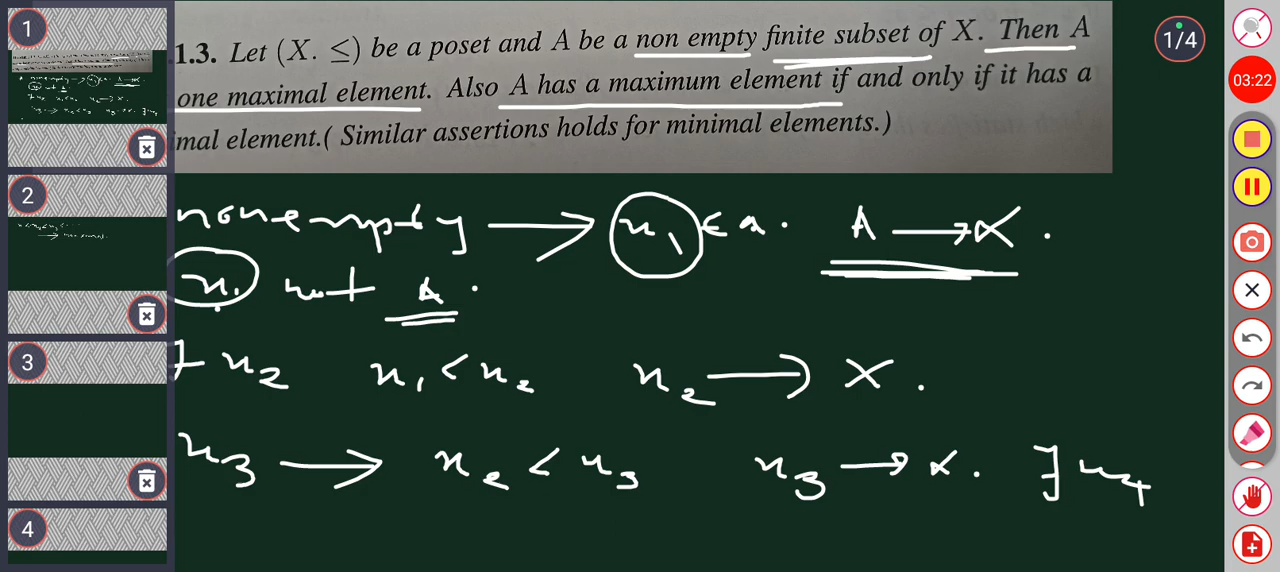 1
1.3. Let (X. ≤) be a poset and A be a non empty finite subset of X. Then A
one maximal element. Also A has a maximum element if and only if it has a
imal element.( Similar assertions holds for minimal elements.)
1/4
03:22
nonempty → x₁ ∈ a. A → X.
x₁ not A.
2
∃ x₂ x₁ < x₂ x₂ → X.
3
x₃ → x₂ < x₃ x₃ → X. ∃ x₄
4